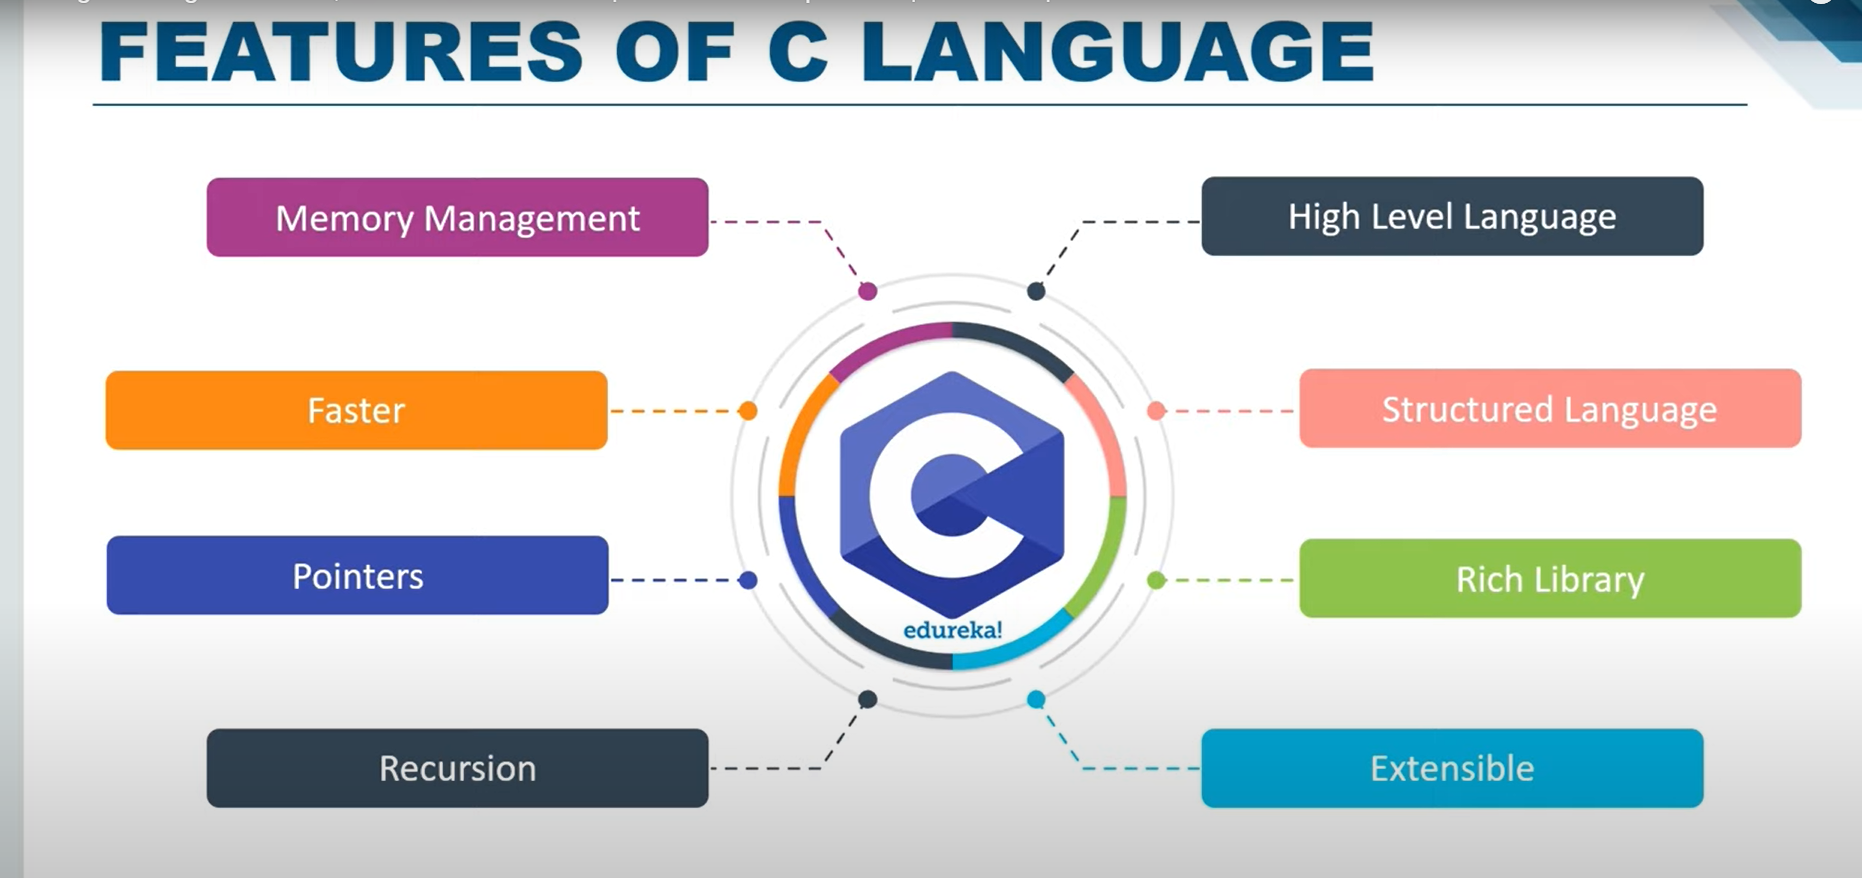 FEATURES OF C LANGUAGE
Memory Management
High Level Language
Faster
Structured Language
Pointers
Rich Library
edureka!
Recursion
Extensible